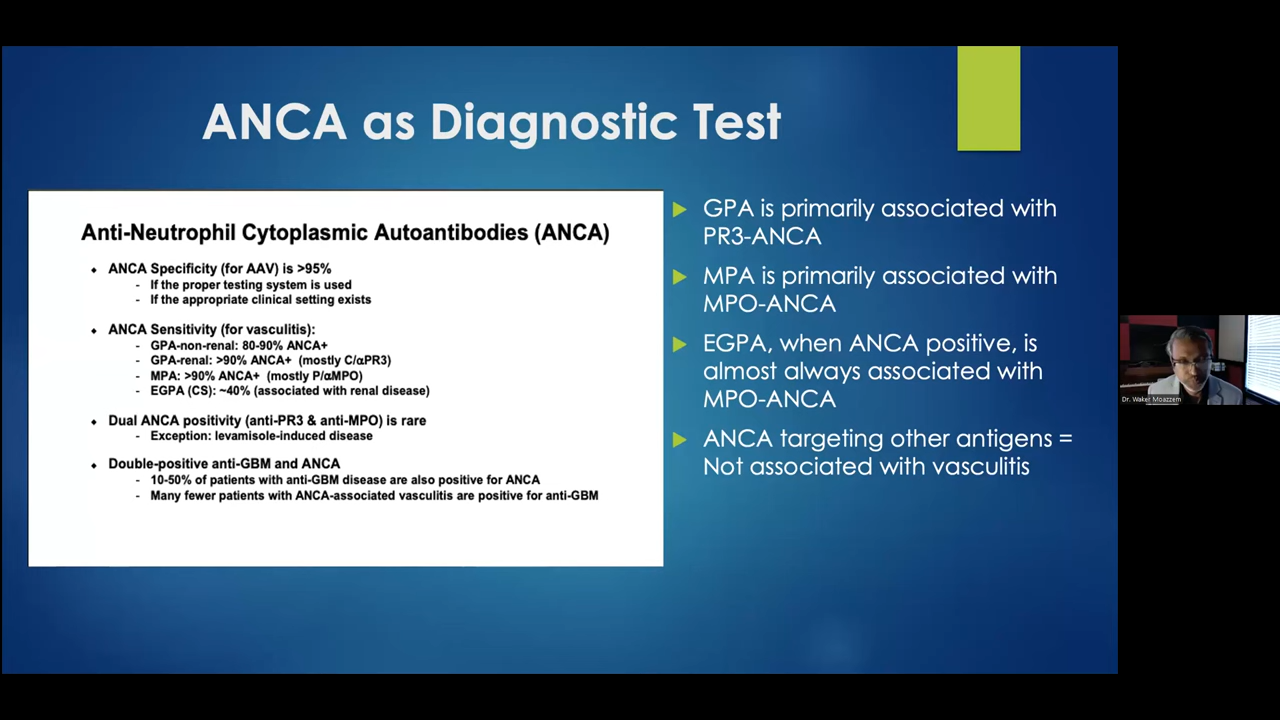 ANCA as Diagnostic Test
Anti-Neutrophil Cytoplasmic Autoantibodies (ANCA)
ANCA Specificity (for AAV) is >95%
- If the proper testing system is used
- If the appropriate clinical setting exists
ANCA Sensitivity (for vasculitis):
- GPA-non-renal: 80-90% ANCA+
- GPA-renal: >90% ANCA+ (mostly C/αPR3)
- MPA: >90% ANCA+ (mostly P/αMPO)
- EGPA (CS): ~40% (associated with renal disease)
Dual ANCA positivity (anti-PR3 & anti-MPO) is rare
- Exception: levamisole-induced disease
Double-positive anti-GBM and ANCA
- 10-50% of patients with anti-GBM disease are also positive for ANCA
- Many fewer patients with ANCA-associated vasculitis are positive for anti-GBM
GPA is primarily associated with
PR3-ANCA
MPA is primarily associated with
MPO-ANCA
EGPA, when ANCA positive, is
almost always associated with
MPO-ANCA
ANCA targeting other antigens =
Not associated with vasculitis
Dr. Waker Moazzem